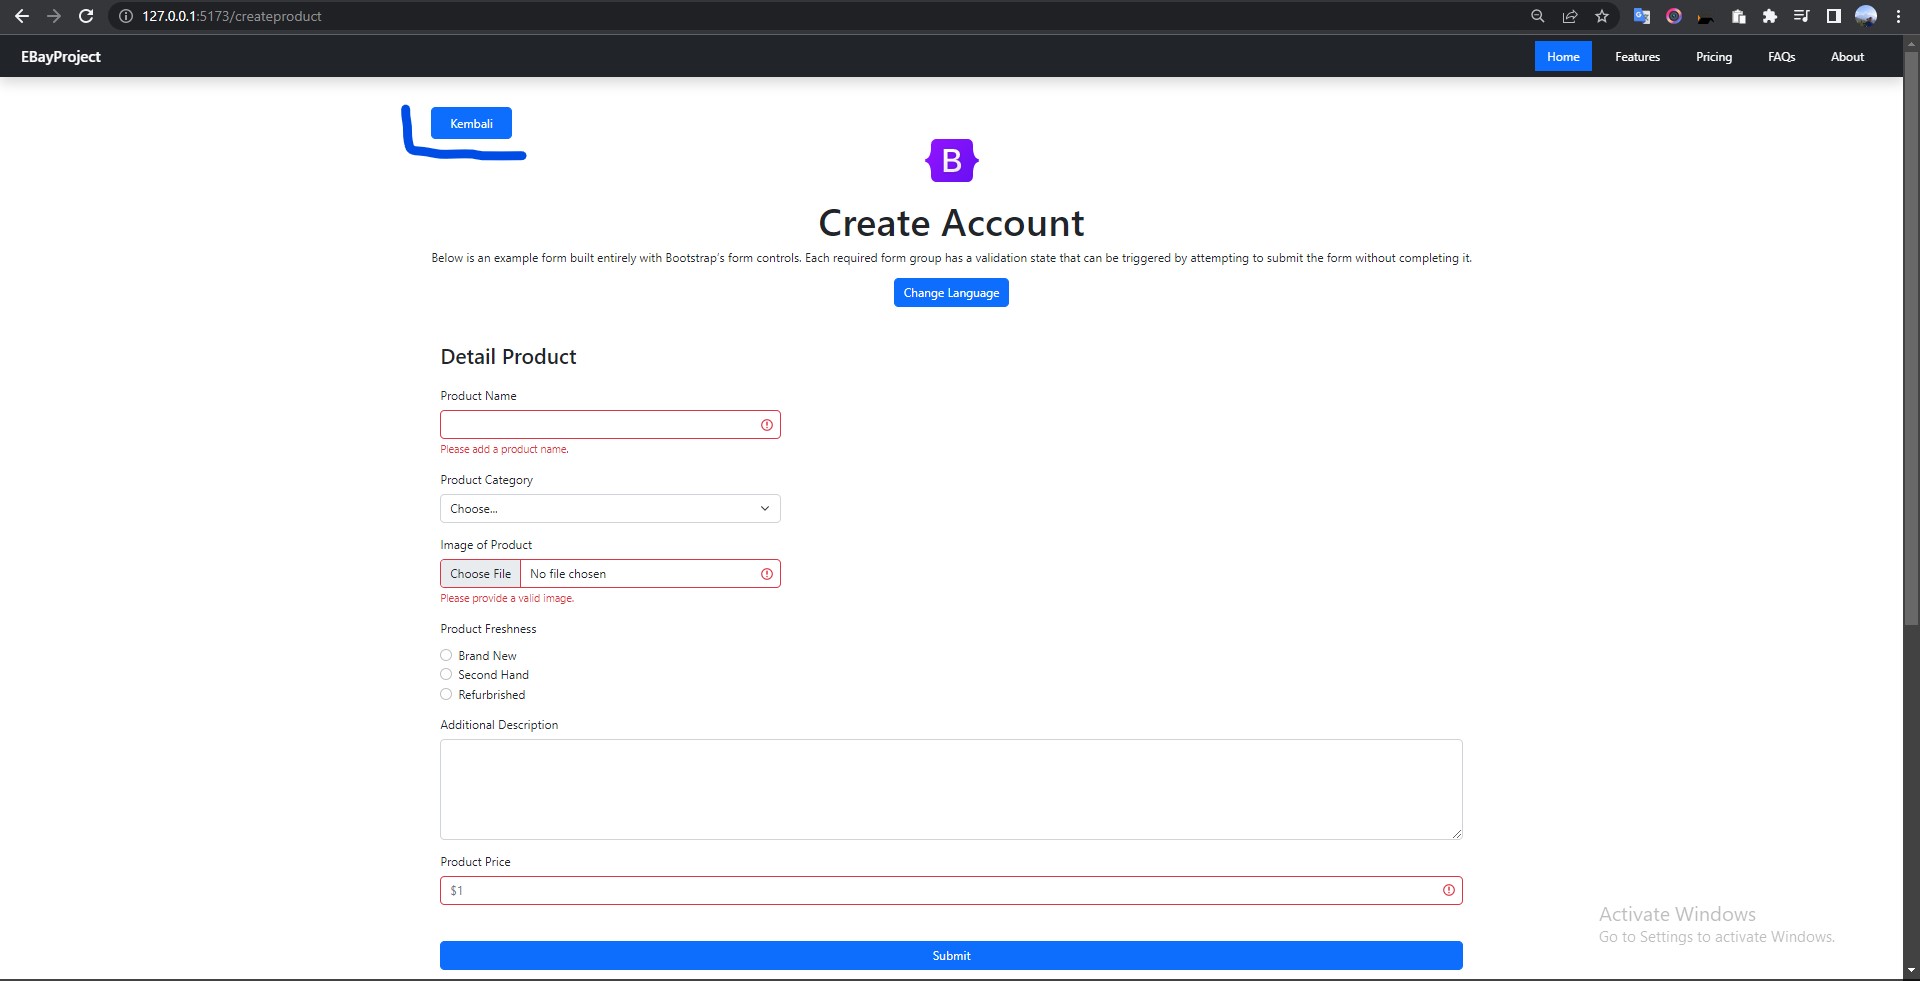 127.0.0.1:5173/createproduct
EBayProject
Home Features Pricing FAQs About
Kembali
B
Create Account
Below is an example form built entirely with Bootstrap's form controls. Each required form group has a validation state that can be triggered by attempting to submit the form without completing it.
Change Language
Detail Product
Product Name
Please add a product name.
Product Category
Choose...
Image of Product
Choose File No file chosen
Please provide a valid image.
Product Freshness
Brand New
Second Hand
Refurbrished
Additional Description
Product Price
$1
Activate Windows
Go to Settings to activate Windows.
Submit